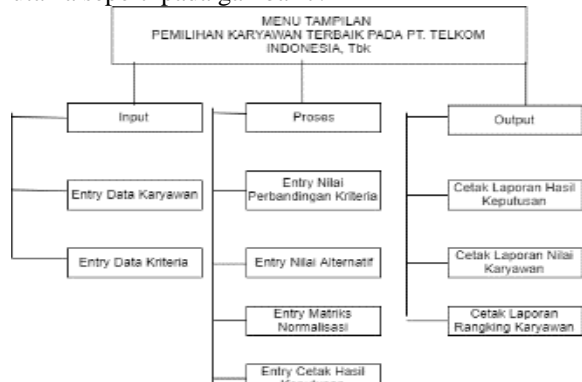 seperti pada
MENU TAMPILAN
PEMILIHAN KARYAWAN TERBAIK PADA PT. TELKOM
INDONESIA, Tbk
Input
Proses
Output
Entry Data Karyawan
Entry Nilai
Perbandingan Kriteria
Cetak Laporan Hasil
Keputusan
Entry Data Kriteria
Entry Nilai Alternatif
Cetak Laporan Nilai
Karyawan
Entry Matriks
Normalisasi
Cetak Laporan
Rangking Karyawan
Entry Cetak Hasil